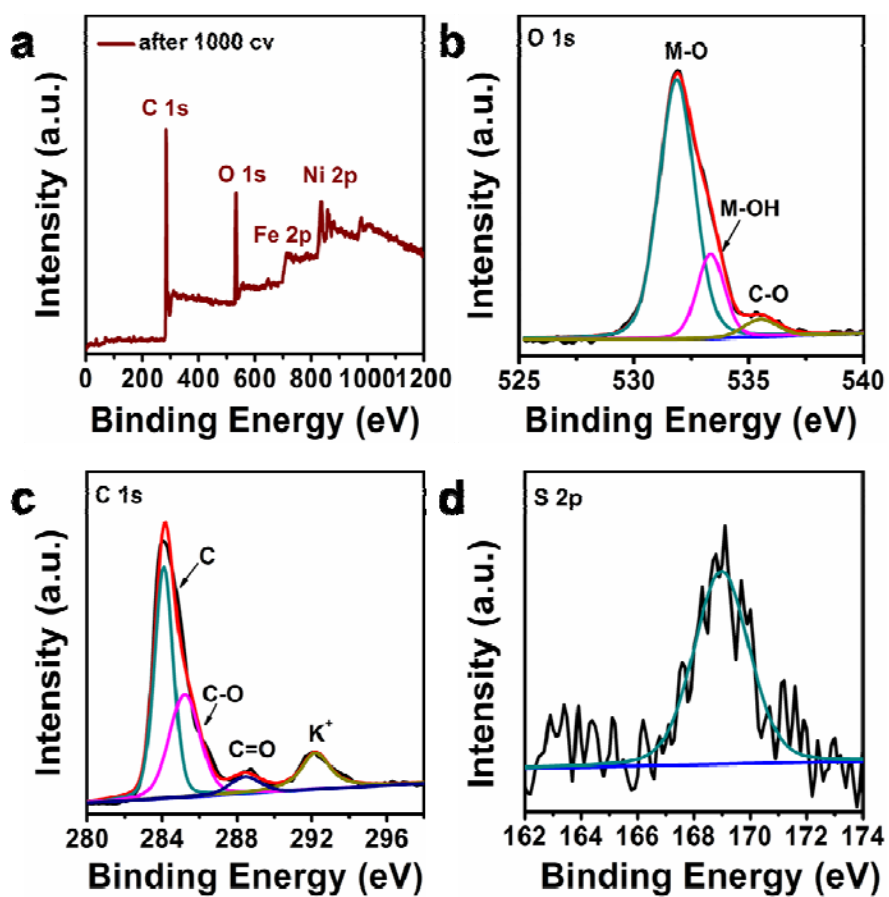 a
after 1000 cv
C 1s
O 1s
Ni 2p
Fe 2p
Intensity (a.u.)
0 200 400 600 800 1000 1200
Binding Energy (eV)
b
O 1s
M-O
M-OH
C-O
Intensity (a.u.)
525 530 535 540
Binding Energy (eV)
c
C 1s
C
C-O
C=O
K⁺
Intensity (a.u.)
280 284 288 292 296
Binding Energy (eV)
d
S 2p
Intensity (a.u.)
162 164 166 168 170 172 174
Binding Energy (eV)